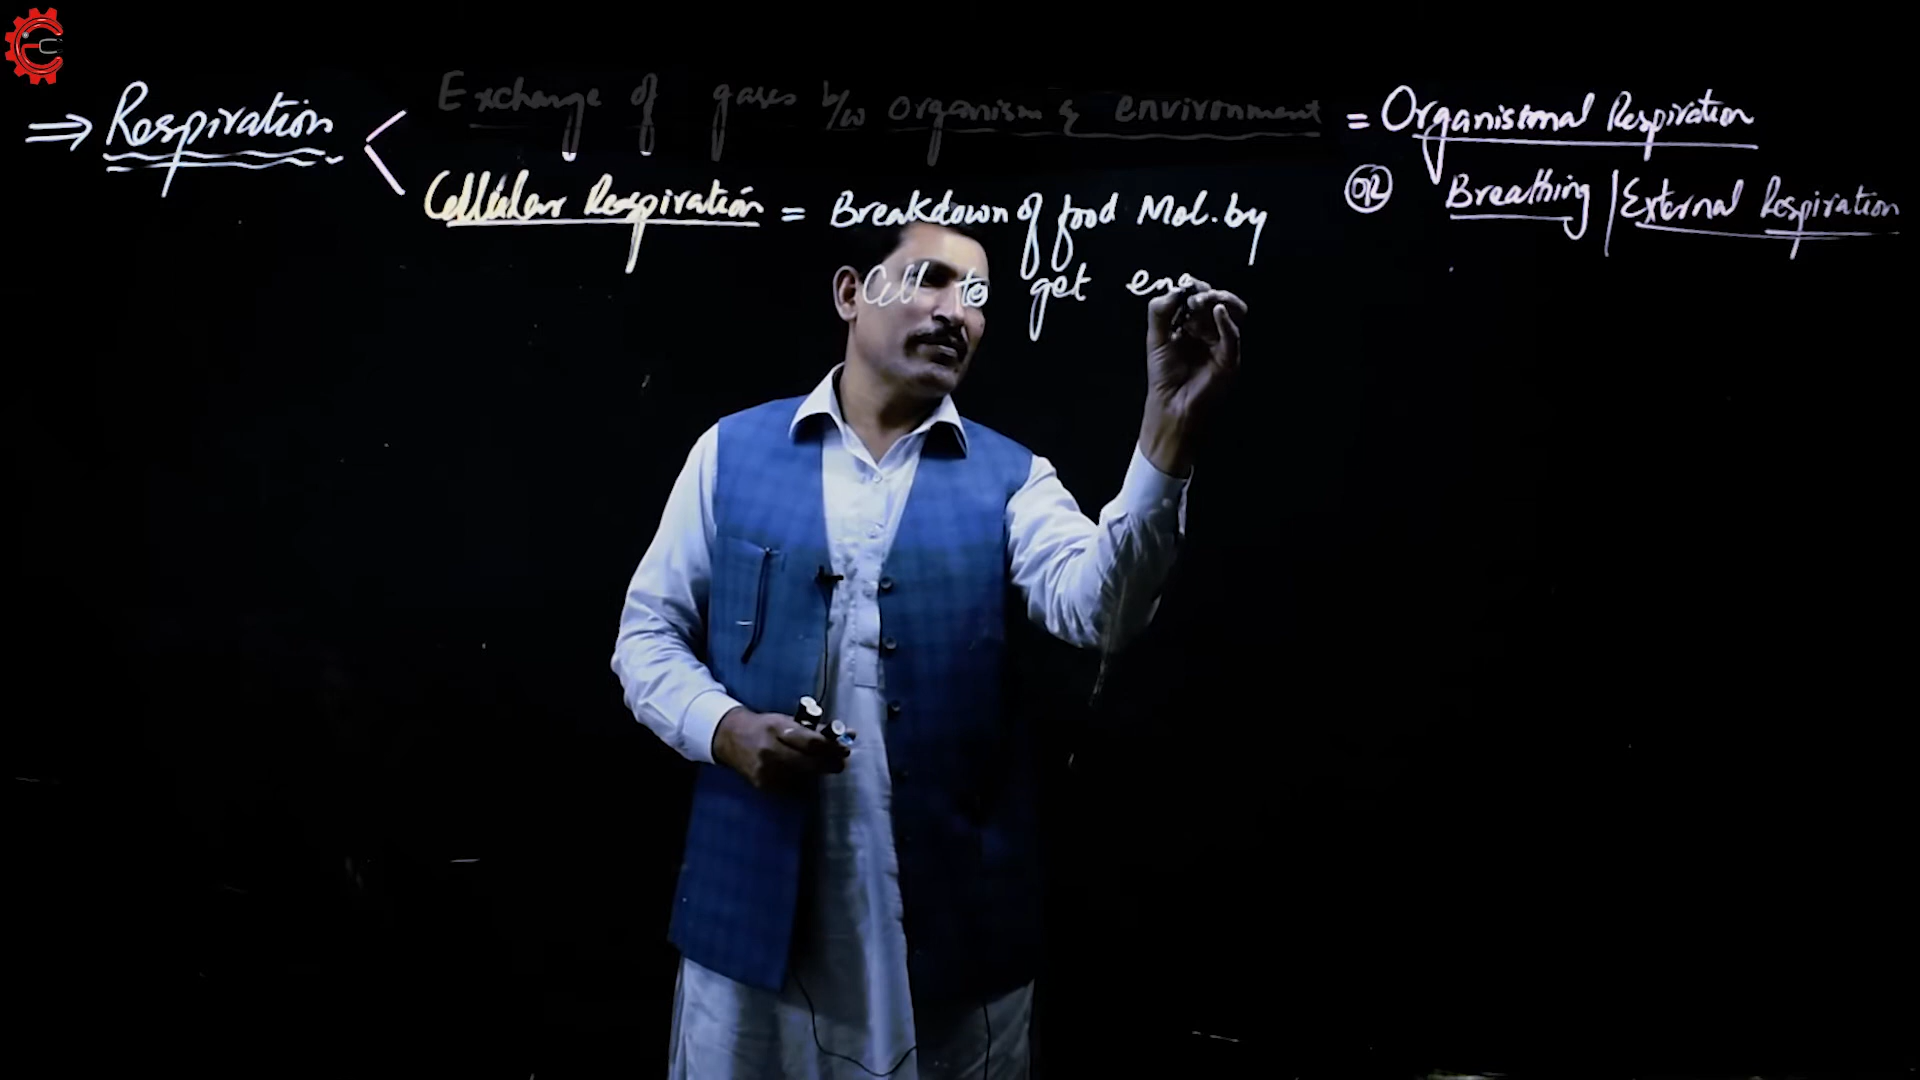 ⇒ Respiration
Exchange of gases b/w organism & environment = Organismal Respiration
OR Breathing / External Respiration
Cellular Respiration = Breakdown of food Mol. by
Cell to get ene